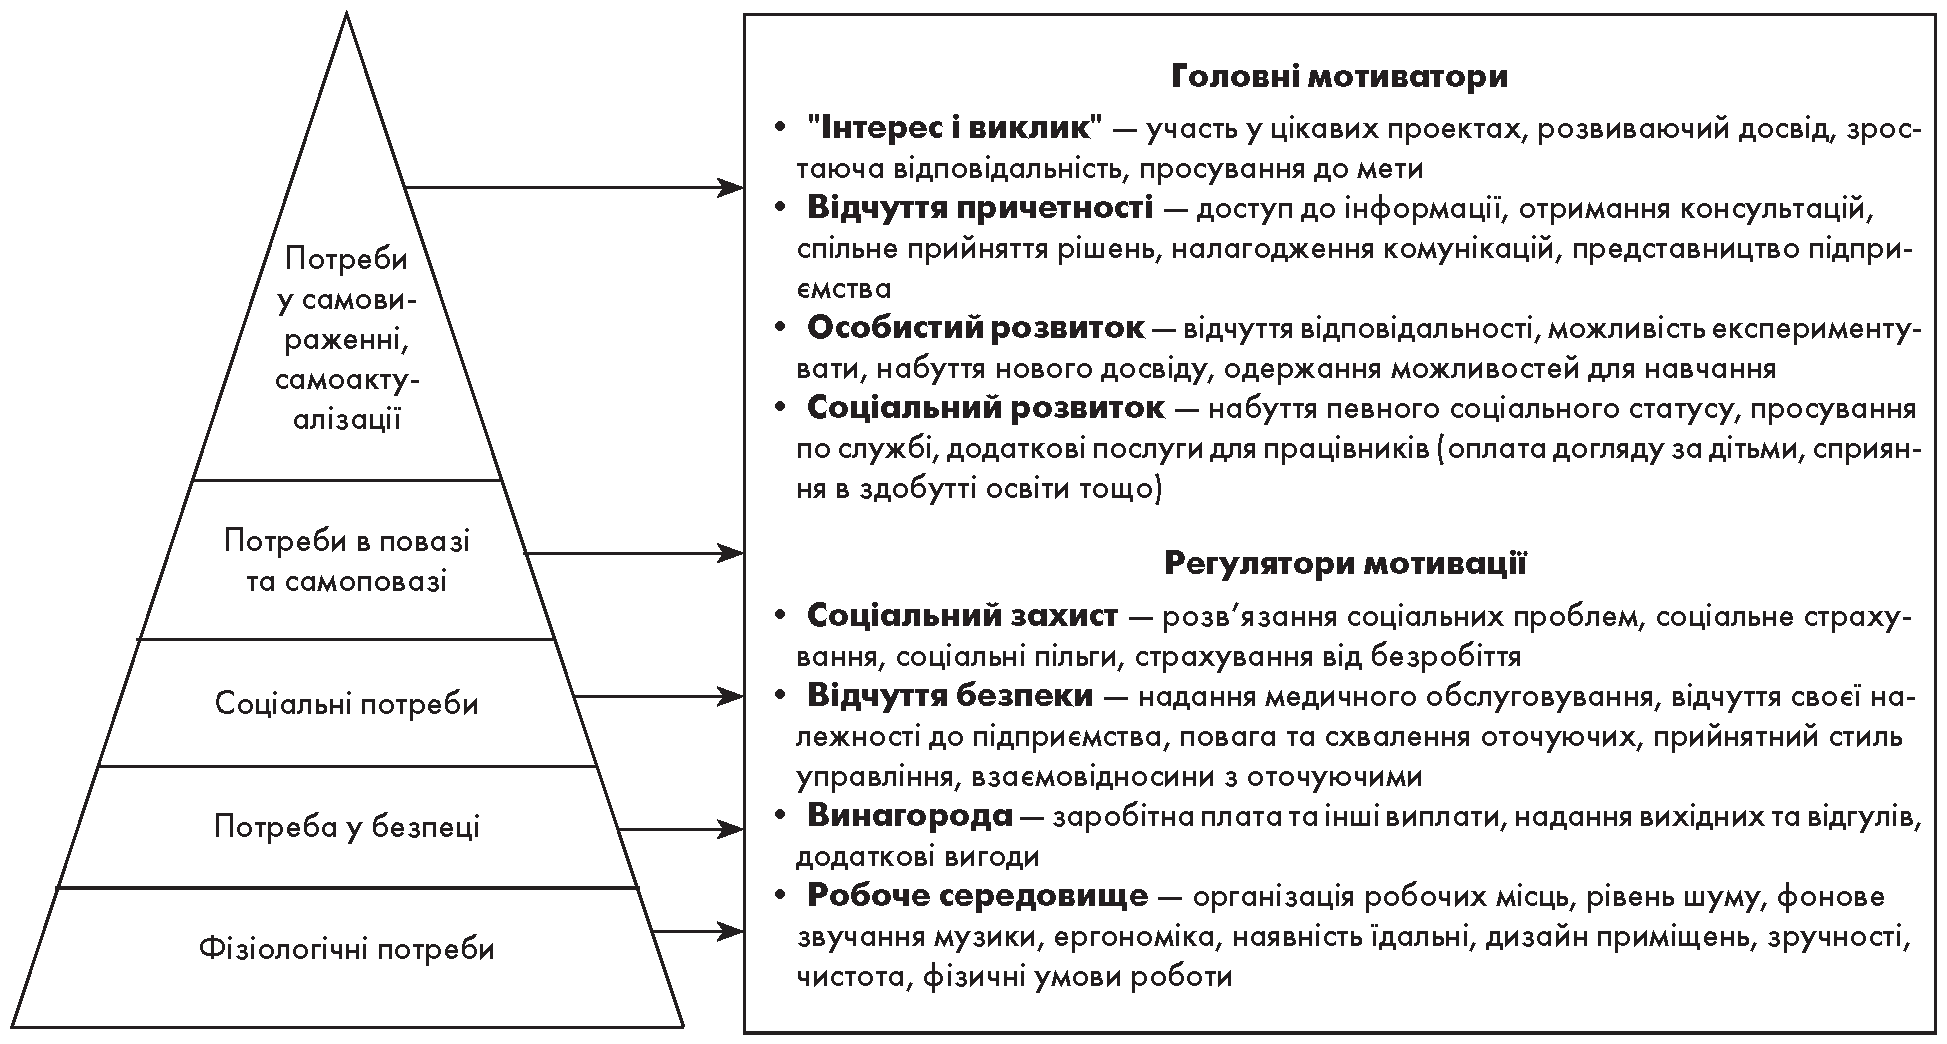 Потреби
у самови-
раженні,
самоакту-
алізації
Потреби в повазі
та самоповазі
Соціальні потреби
Потреба у безпеці
Фізіологічні потреби
Головні мотиватори
• "Інтерес і виклик" — участь у цікавих проектах, розвиваючий досвід, зрос-
таюча відповідальність, просування до мети
• Відчуття причетності — доступ до інформації, отримання консультацій,
спільне прийняття рішень, налагодження комунікацій, представництво підпри-
ємства
• Особистий розвиток — відчуття відповідальності, можливість експерименту-
вати, набуття нового досвіду, одержання можливостей для навчання
• Соціальний розвиток — набуття певного соціального статусу, просування
по службі, додаткові послуги для працівників (оплата догляду за дітьми, сприян-
ня в здобутті освіти тощо)
Регулятори мотивації
• Соціальний захист — розв’язання соціальних проблем, соціальне страху-
вання, соціальні пільги, страхування від безробіття
• Відчуття безпеки — надання медичного обслуговування, відчуття своєї на-
лежності до підприємства, повага та схвалення оточуючих, прийнятний стиль
управління, взаємовідносини з оточуючими
• Винагорода — заробітна плата та інші виплати, надання вихідних та відгулів,
додаткові вигоди
• Робоче середовище — організація робочих місць, рівень шуму, фонове
звучання музики, ергономіка, наявність їдальні, дизайн приміщень, зручності,
чистота, фізичні умови роботи